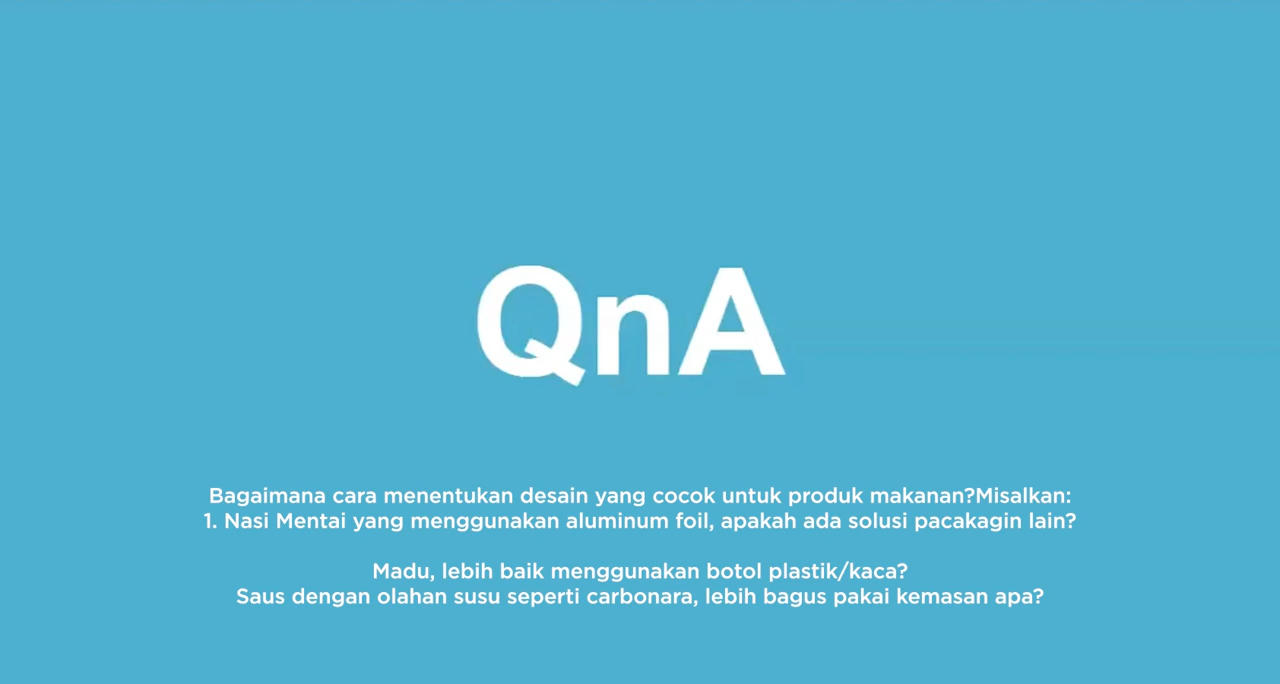 QnA
Bagaimana cara menentukan desain yang cocok untuk produk makanan?Misalkan:
1. Nasi Mentai yang menggunakan aluminum foil, apakah ada solusi pacakagin lain?
Madu, lebih baik menggunakan botol plastik/kaca?
Saus dengan olahan susu seperti carbonara, lebih bagus pakai kemasan apa?